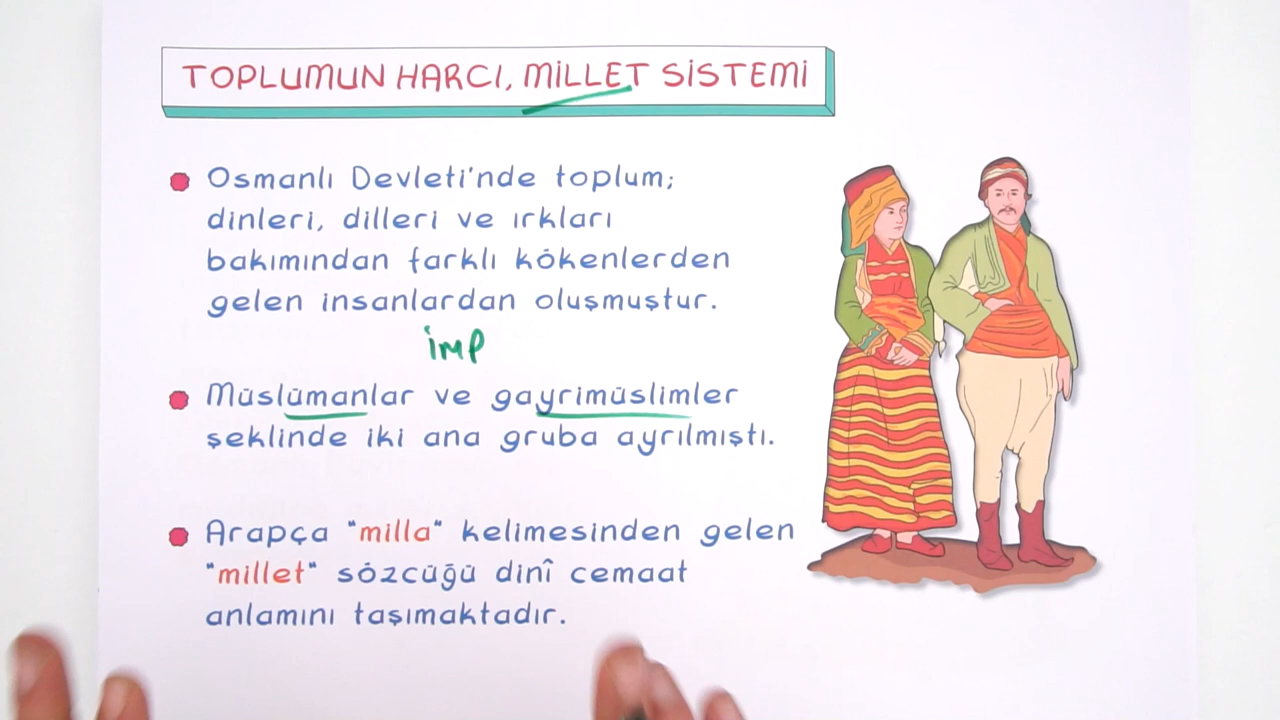 TOPLUMUN HARCI, MİLLET SİSTEMİ
Osmanlı Devleti'nde toplum;
dinleri, dilleri ve ırkları
bakımından farklı kökenlerden
gelen insanlardan oluşmuştur.
imp
Müslümanlar ve gayrimüslimler
şeklinde iki ana gruba ayrılmıştı.
Arapça "milla" kelimesinden gelen
"millet" sözcüğü dinî cemaat
anlamını taşımaktadır.